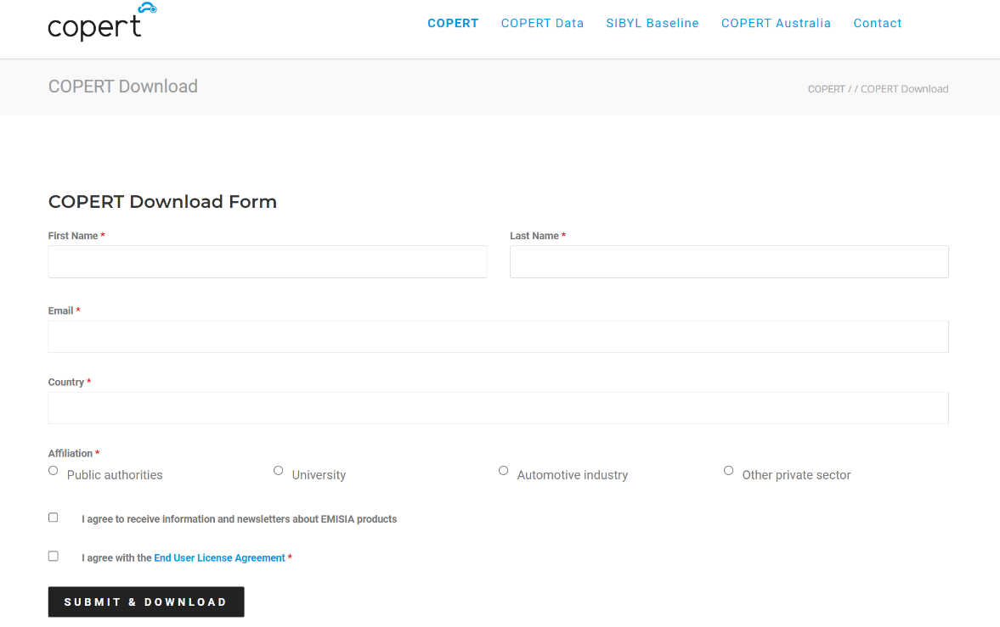 copert
COPERT COPERT Data SIBYL Baseline COPERT Australia Contact
COPERT Download
COPERT / / COPERT Download
COPERT Download Form
First Name * Last Name *
Email *
Country *
Affiliation *
Public authorities University Automotive industry Other private sector
I agree to receive information and newsletters about EMISIA products
I agree with the End User License Agreement *
SUBMIT & DOWNLOAD